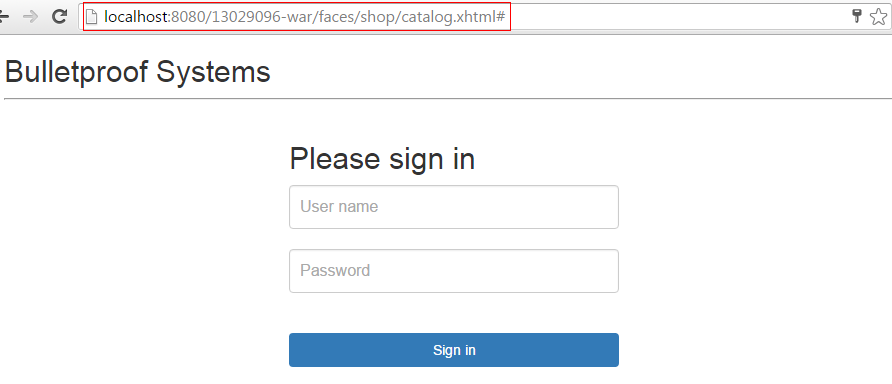 localhost:8080/13029096-war/faces/shop/catalog.xhtml#
Bulletproof Systems
Please sign in
User name
Password
Sign in